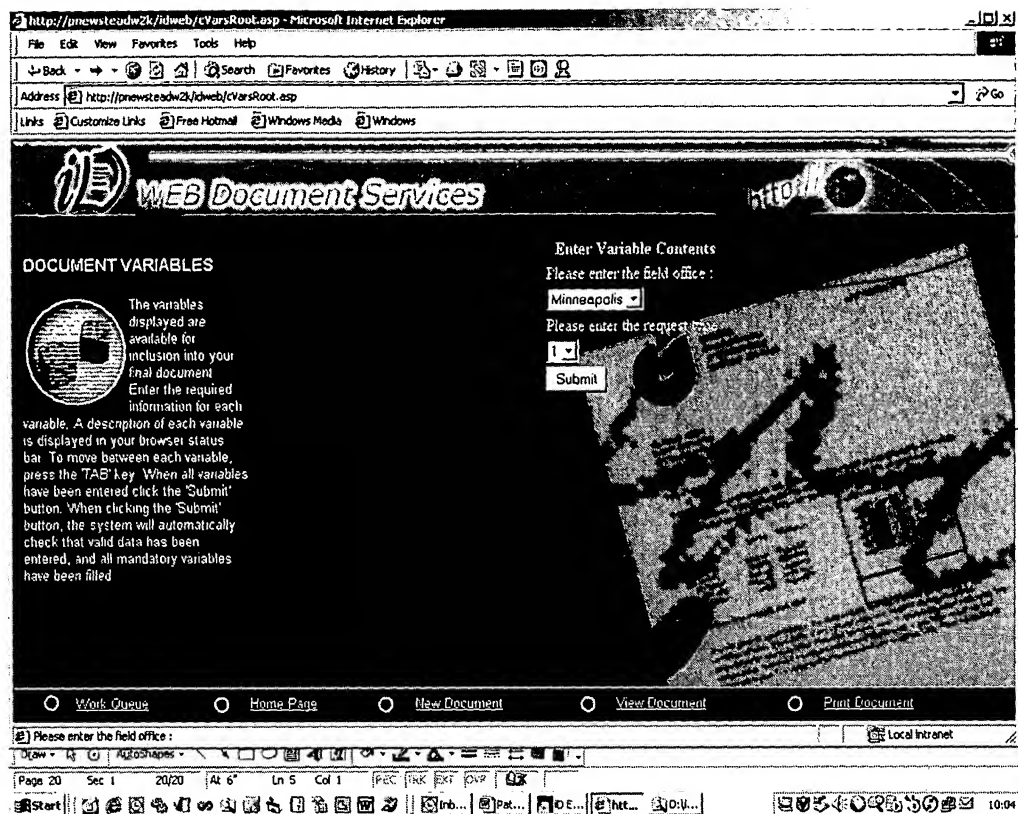 http://pnewsteadw2k/idweb/cVarsRoot.asp - Microsoft Internet Explorer
File Edit View Favorites Tools Help
Back Search Favorites History
Address http://pnewsteadw2k/idweb/cVarsRoot.asp Go
Links Customize Links Free Hotmail Windows Media Windows
iD WEB Document Services
http://
DOCUMENT VARIABLES
The variables
displayed are
available for
inclusion into your
final document
Enter the required
information for each
variable. A description of each variable
is displayed in your browser status
bar. To move between each variable,
press the 'TAB' key. When all variables
have been entered click the 'Submit'
button. When clicking the 'Submit'
button, the system will automatically
check that valid data has been
entered, and all mandatory variables
have been filled
Enter Variable Contents
Please enter the field office :
Minneapolis
Please enter the request type
1
Submit
Work Queue Home Page New Document View Document Print Document
Please enter the field office : Local intranet
Draw AutoShapes
Page 20 Sec 1 20/20 At 6" Ln 5 Col 1 REC TRK EXT OVR
Start Inb... Pat... iD E... htt... D:\I... 10:04